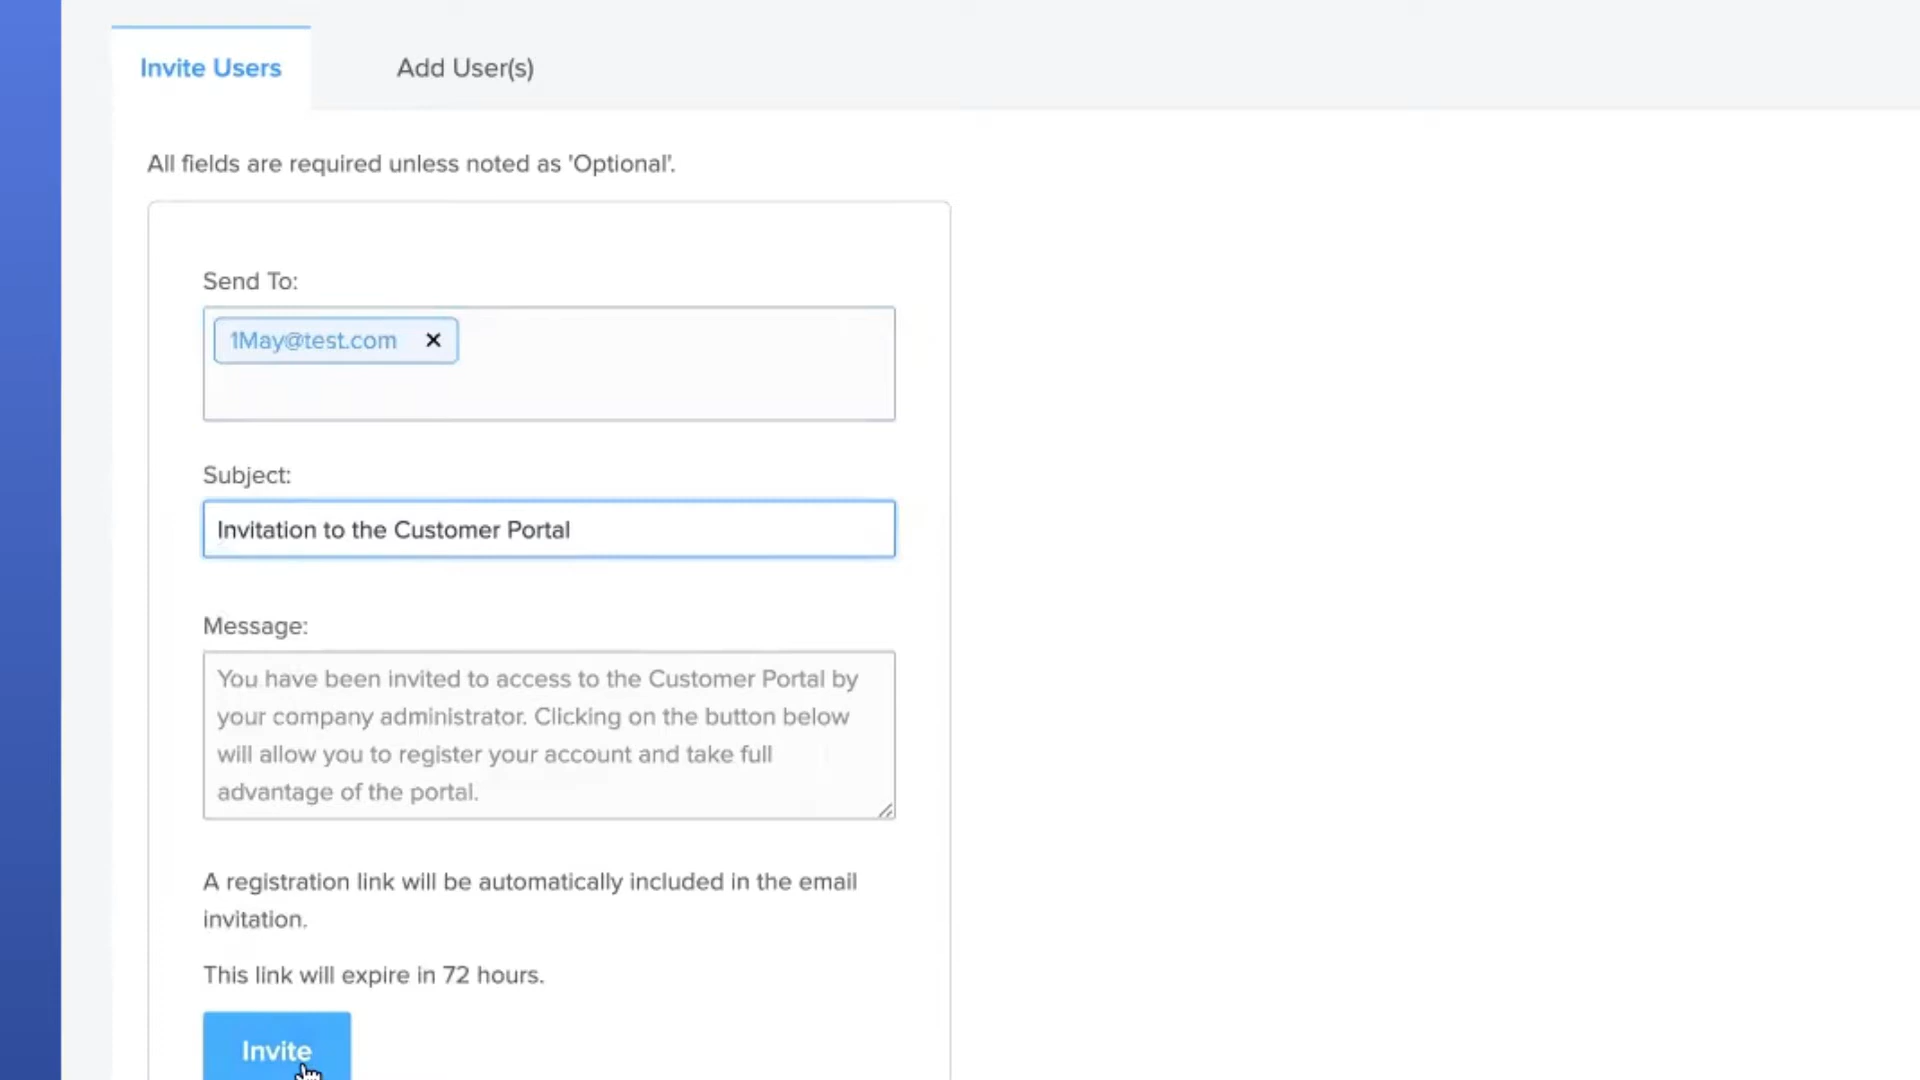 Invite Users
Add User(s)
All fields are required unless noted as 'Optional'.
Send To:
1May@test.com ×
Subject:
Invitation to the Customer Portal
Message:
You have been invited to access to the Customer Portal by
your company administrator. Clicking on the button below
will allow you to register your account and take full
advantage of the portal.
A registration link will be automatically included in the email
invitation.
This link will expire in 72 hours.
Invite